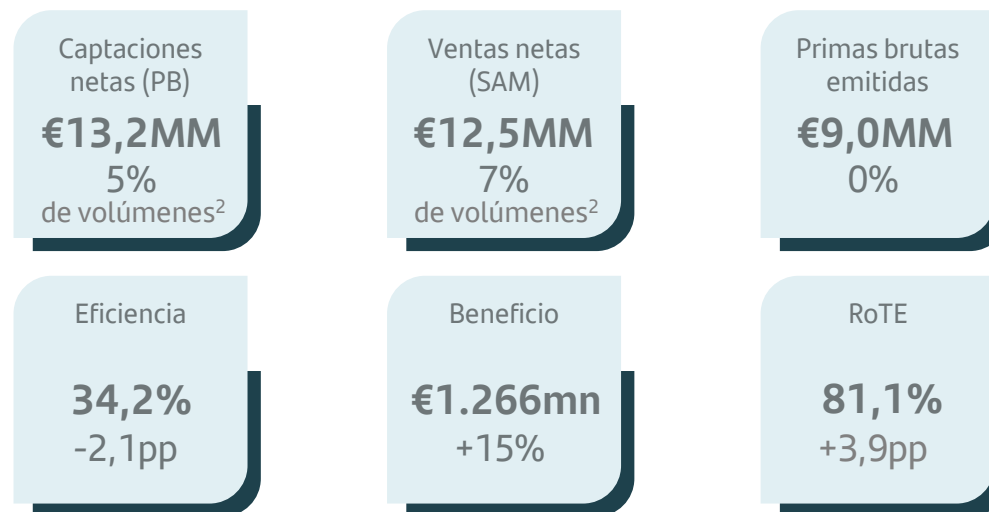 Captaciones
netas (PB)
€13,2MM
5%
de volúmenes²
Ventas netas
(SAM)
€12,5MM
7%
de volúmenes²
Primas brutas
emitidas
€9,0MM
0%
Eficiencia
34,2%
-2,1pp
Beneficio
€1.266mn
+15%
RoTE
81,1%
+3,9pp